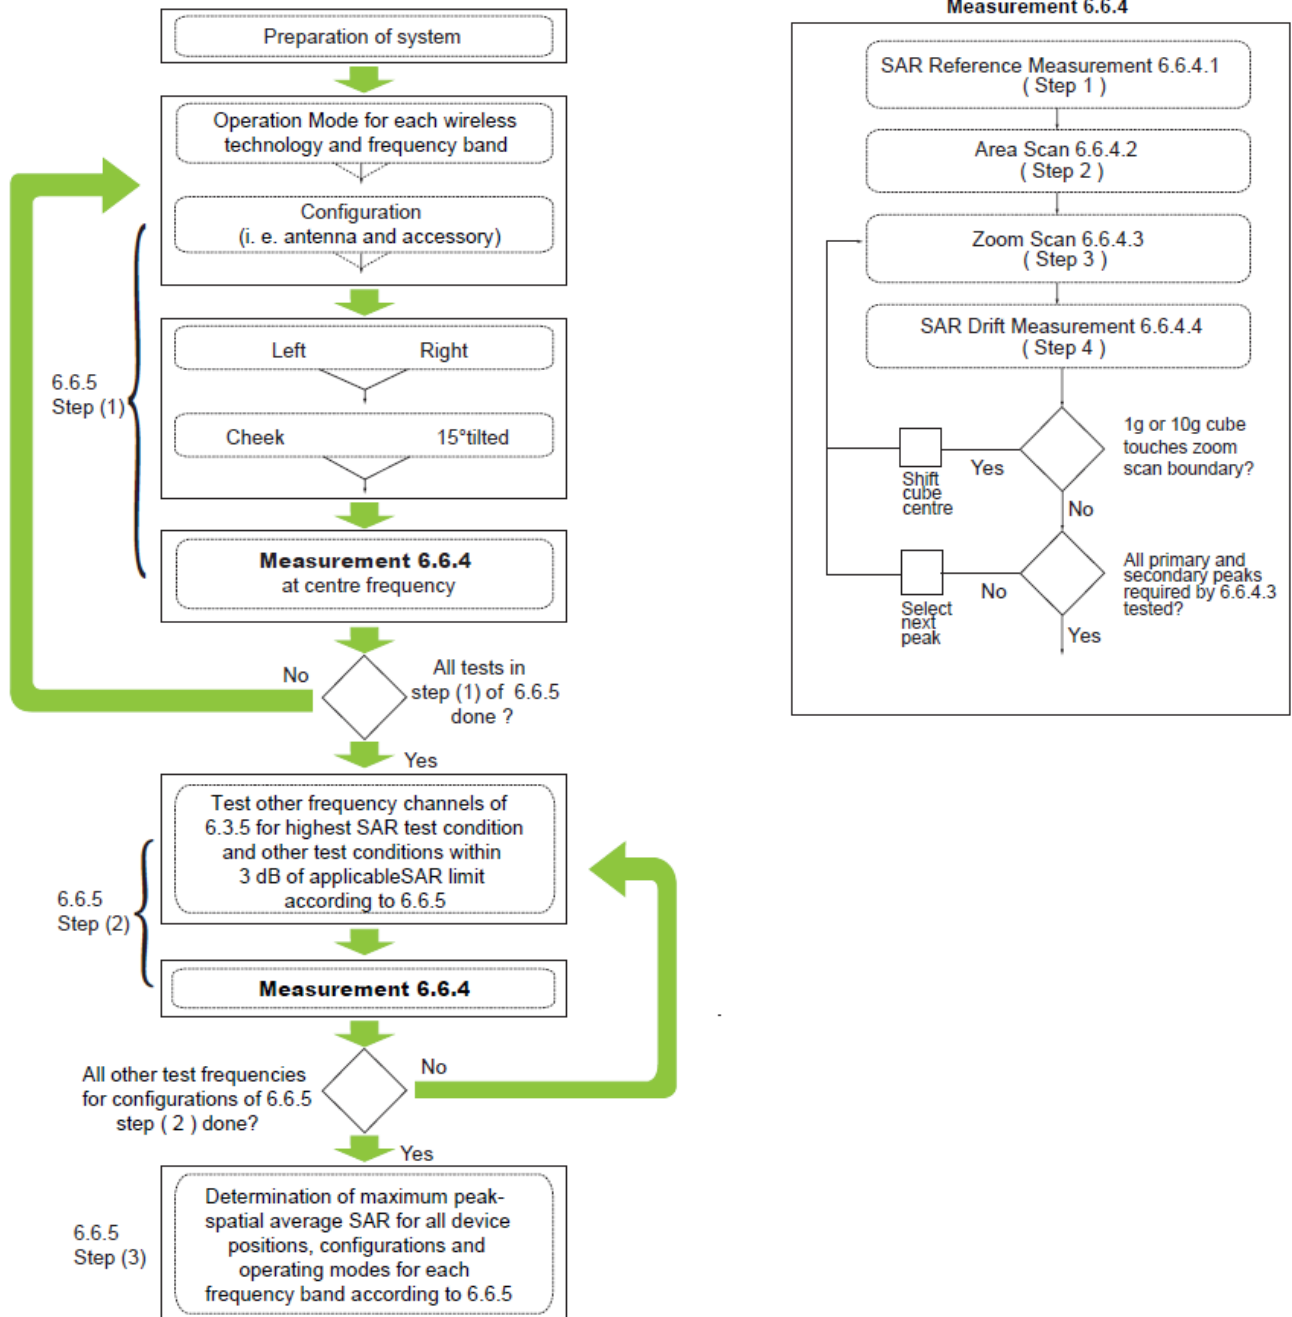 Preparation of system
Operation Mode for each wireless
technology and frequency band
Configuration
(i. e. antenna and accessory)
Left Right
6.6.5
Step (1)
Cheek 15°tilted
Measurement 6.6.4
at centre frequency
No
All tests in
step (1) of 6.6.5
done ?
Yes
Test other frequency channels of
6.3.5 for highest SAR test condition
and other test conditions within
3 dB of applicableSAR limit
according to 6.6.5
6.6.5
Step (2)
Measurement 6.6.4
No
All other test frequencies
for configurations of 6.6.5
step ( 2 ) done?
Yes
Determination of maximum peak-
spatial average SAR for all device
positions, configurations and
operating modes for each
frequency band according to 6.6.5
6.6.5
Step (3)
Measurement 6.6.4
SAR Reference Measurement 6.6.4.1
( Step 1 )
Area Scan 6.6.4.2
( Step 2 )
Zoom Scan 6.6.4.3
( Step 3 )
SAR Drift Measurement 6.6.4.4
( Step 4 )
1g or 10g cube
touches zoom
scan boundary?
Yes
Shift
cube
centre
No
All primary and
secondary peaks
required by 6.6.4.3
tested?
No
Select
next
peak
Yes